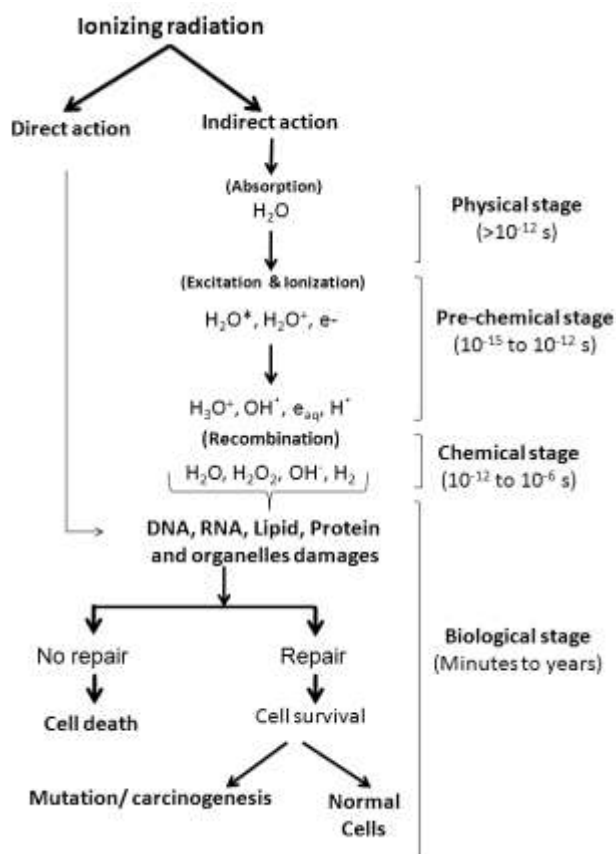 Ionizing radiation
Direct action
Indirect action
(Absorption)
H₂O
Physical stage
(>10⁻¹² s)
(Excitation & Ionization)
H₂O*, H₂O⁺, e-
Pre-chemical stage
(10⁻¹⁵ to 10⁻¹² s)
H₃O⁺, OH˙, eₐq, H˙
(Recombination)
Chemical stage
(10⁻¹² to 10⁻⁶ s)
H₂O, H₂O₂, OH˙, H₂
DNA, RNA, Lipid, Protein
and organelles damages
No repair
Repair
Biological stage
(Minutes to years)
Cell death
Cell survival
Mutation/ carcinogenesis
Normal
Cells